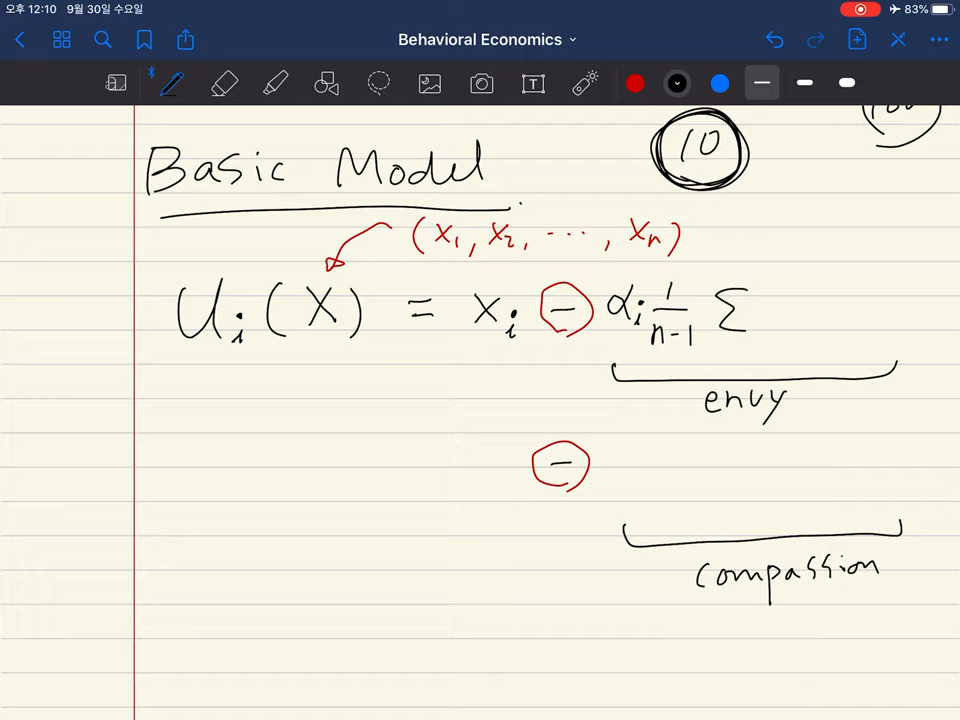 오후 12:10 9월 30일 수요일 83%
Behavioral Economics
T
10
Basic Model
(x₁, x₂, ⋯, xₙ)
Uᵢ(X) = xᵢ − αᵢ 1/n-1 Σ
envy
−
compassion